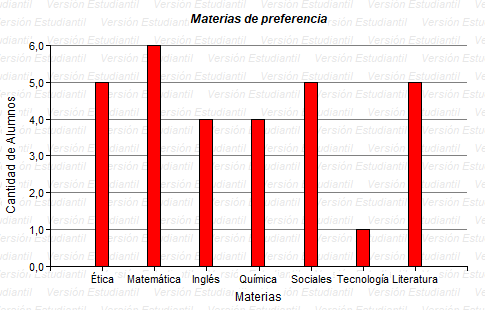 Materias de preferencia
Cantidad de Alumnos
6,0
5,0
4,0
3,0
2,0
1,0
0,0
Ética Matemática Inglés Química Sociales Tecnología Literatura
Materias
Versión Estudiantil